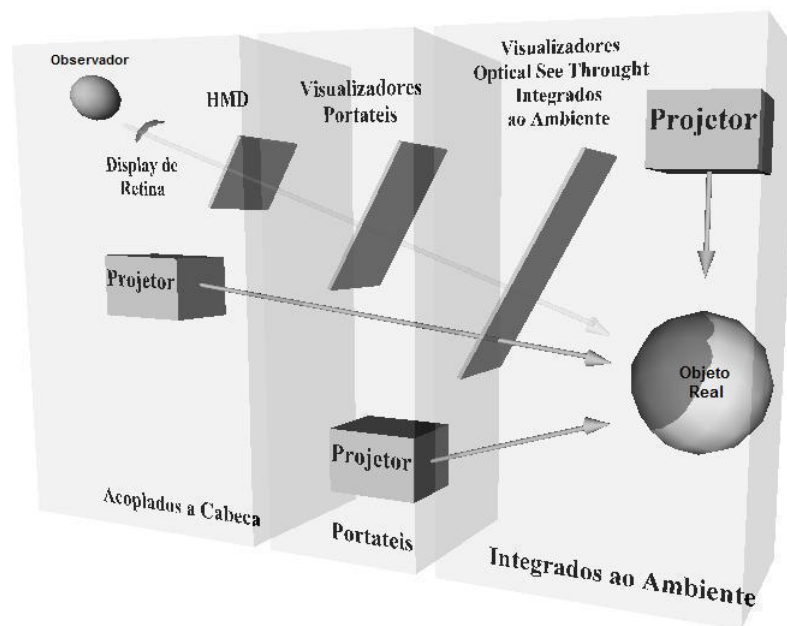 Observador
HMD
Display de
Retina
Projetor
Acoplados a Cabeca
Visualizadores
Portateis
Projetor
Portateis
Visualizadores
Optical See Throught
Integrados
ao Ambiente
Projetor
Objeto
Real
Integrados ao Ambiente